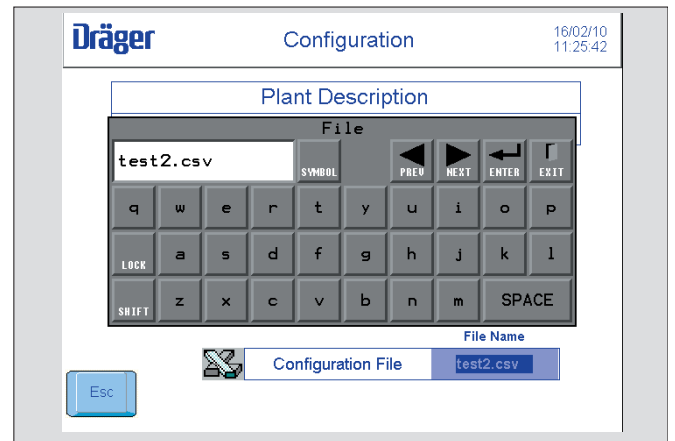 Dräger Configuration 16/02/10
11:25:42
Plant Description
File
test2.csv SYMBOL PREV NEXT ENTER EXIT
q w e r t y u i o p
LOCK a s d f g h j k l
SHIFT z x c v b n m SPACE
File Name
Configuration File test2.csv
Esc